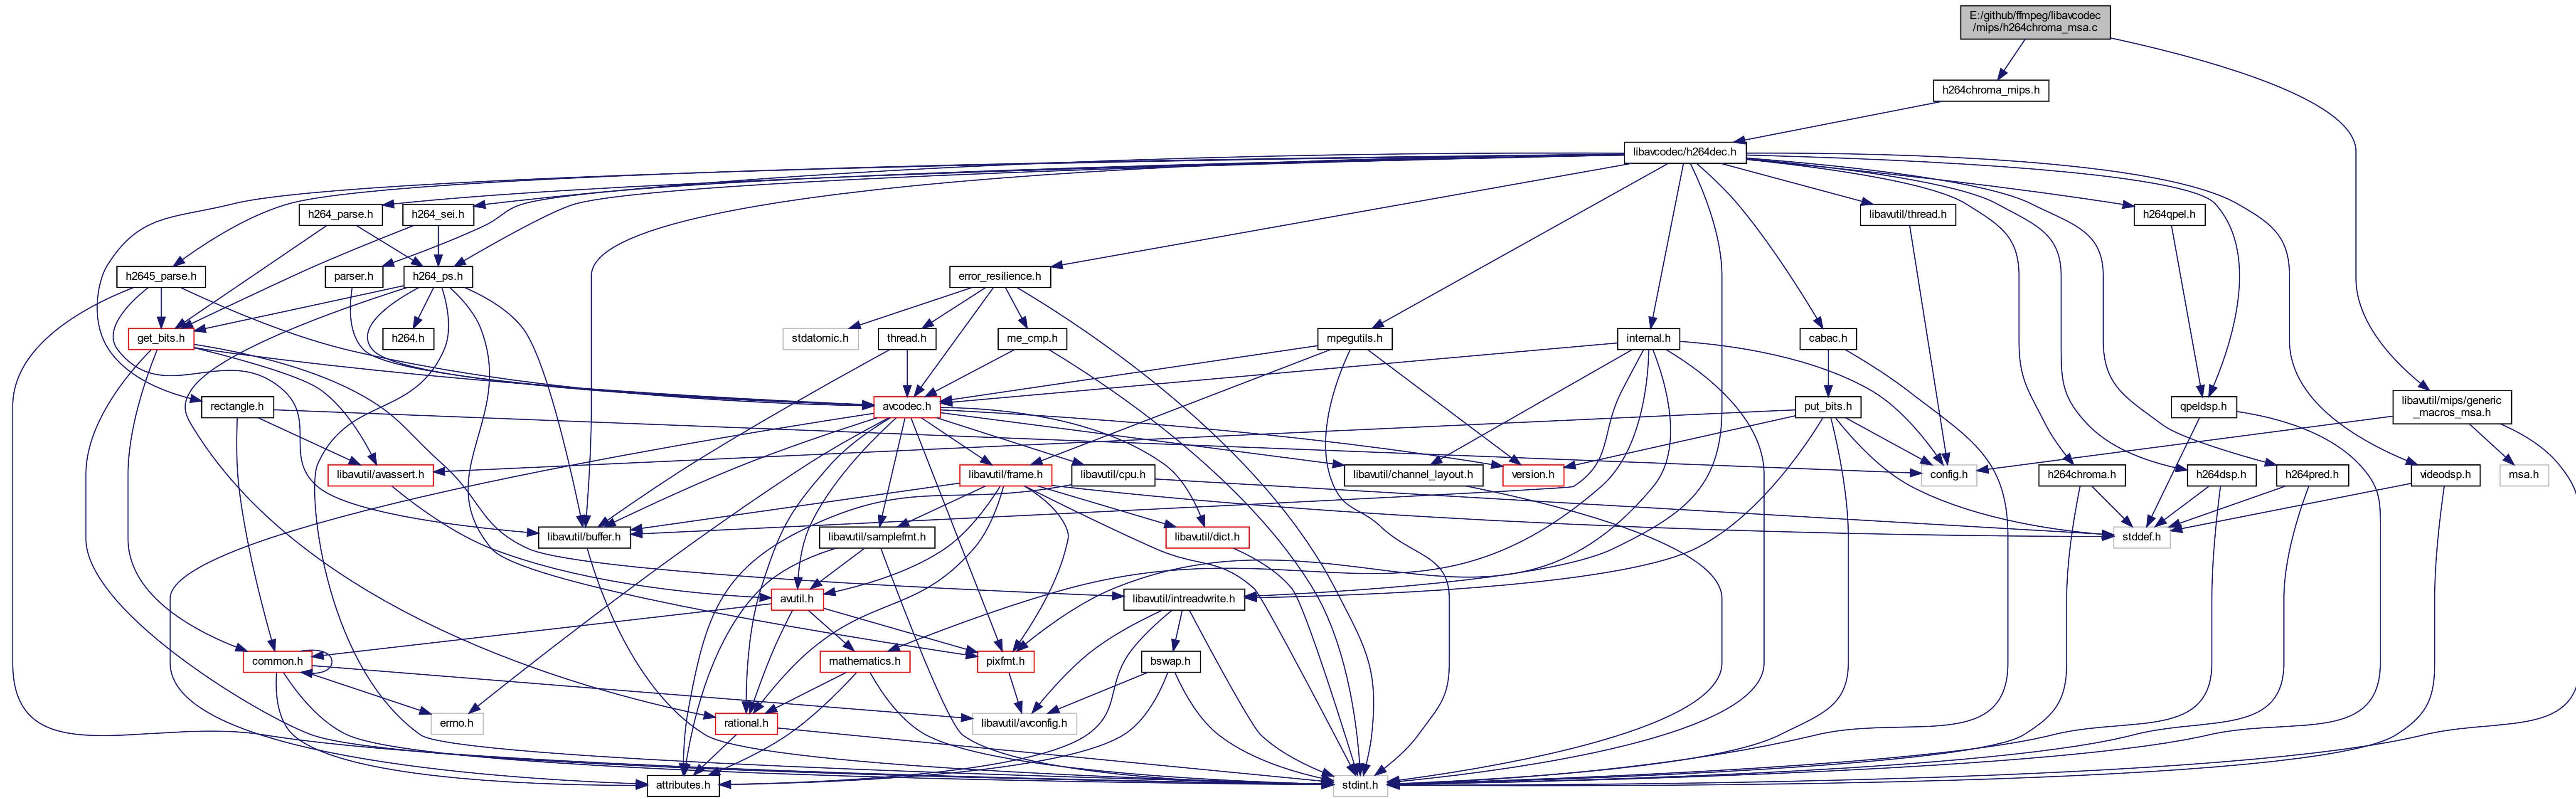 E:/github/ffmpeg/libavcodec
/mips/h264chroma_msa.c
h264chroma_mips.h
libavcodec/h264dec.h
h264_parse.h
h264_sei.h
libavutil/thread.h
h264qpel.h
h2645_parse.h
parser.h
h264_ps.h
error_resilience.h
get_bits.h
h264.h
stdatomic.h
thread.h
me_cmp.h
mpegutils.h
internal.h
cabac.h
rectangle.h
avcodec.h
put_bits.h
qpeldsp.h
libavutil/mips/generic
_macros_msa.h
libavutil/avassert.h
libavutil/frame.h
libavutil/cpu.h
libavutil/channel_layout.h
version.h
config.h
h264chroma.h
h264dsp.h
h264pred.h
videodsp.h
msa.h
libavutil/buffer.h
libavutil/samplefmt.h
libavutil/dict.h
stddef.h
avutil.h
libavutil/intreadwrite.h
common.h
mathematics.h
pixfmt.h
bswap.h
errno.h
rational.h
libavutil/avconfig.h
attributes.h
stdint.h